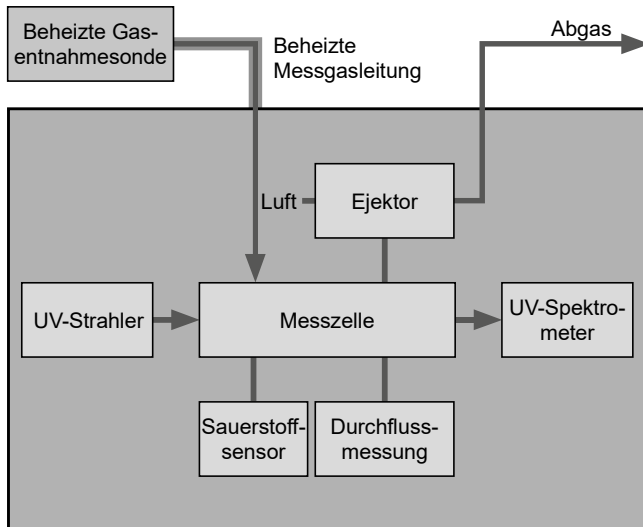 Beheizte Gas-
entnahmesonde
Beheizte
Messgasleitung
Abgas
Luft
Ejektor
UV-Strahler
Messzelle
UV-Spektro-
meter
Sauerstoff-
sensor
Durchfluss-
messung